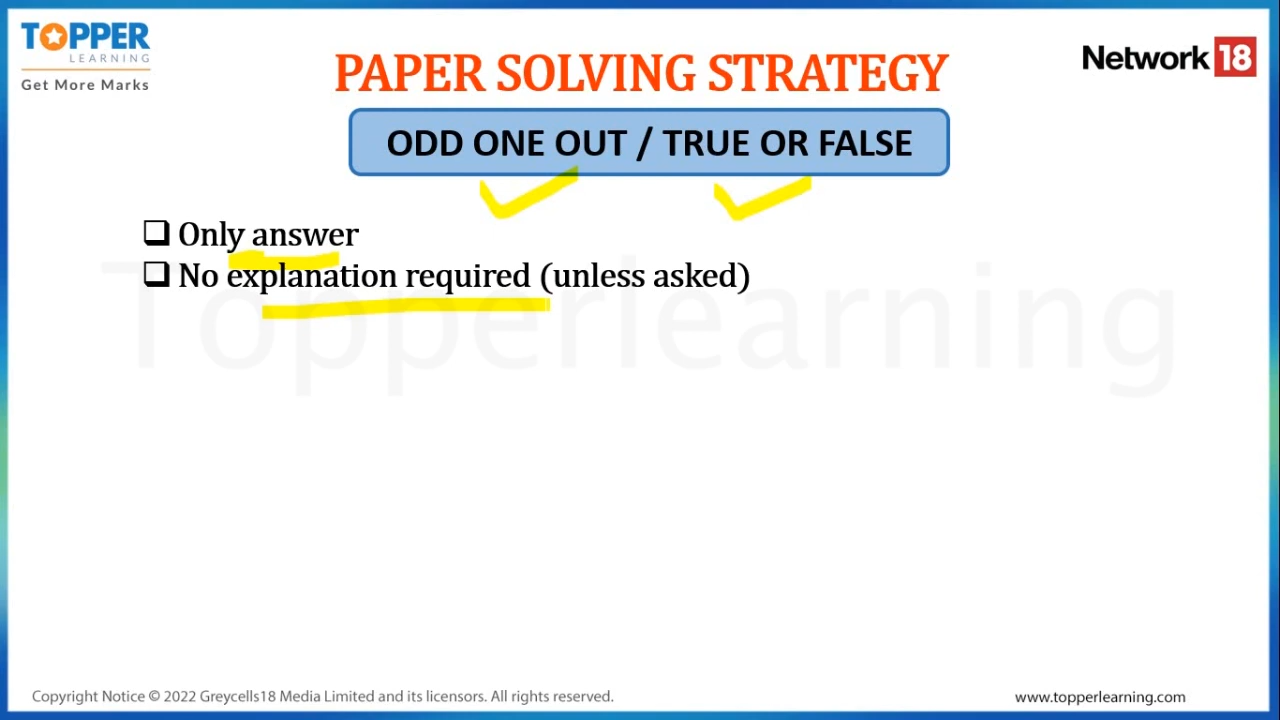 TOPPER
LEARNING
Get More Marks
Network 18
PAPER SOLVING STRATEGY
ODD ONE OUT / TRUE OR FALSE
Only answer
No explanation required (unless asked)
Topperlearning
Copyright Notice © 2022 Greycells18 Media Limited and its licensors. All rights reserved.
www.topperlearning.com